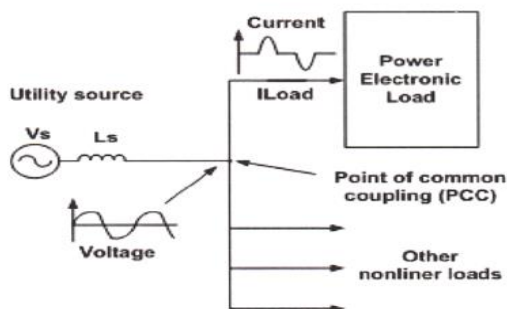 Current
Power
Electronic
Load
ILoad
Utility source
Vs
Ls
Point of common
coupling (PCC)
Voltage
Other
nonliner loads